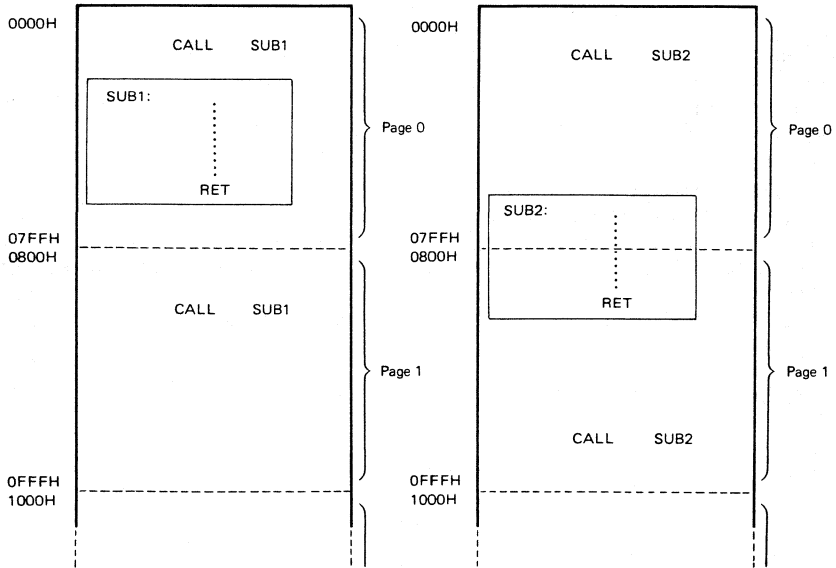 0000H
CALL SUB1
SUB1:
RET
Page 0
07FFH
0800H
CALL SUB1
Page 1
0FFFH
1000H
0000H
CALL SUB2
Page 0
SUB2:
07FFH
0800H
RET
Page 1
CALL SUB2
0FFFH
1000H